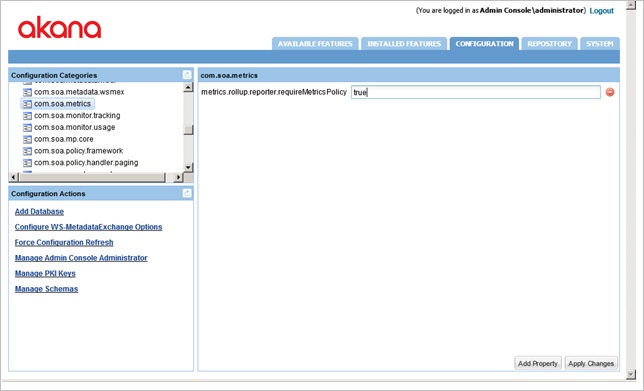 (You are logged in as Admin Console\administrator) Logout
akana
AVAILABLE FEATURES INSTALLED FEATURES CONFIGURATION REPOSITORY SYSTEM
Configuration Categories
com.soa.metadata.wsmex
com.soa.metrics
com.soa.monitor.tracking
com.soa.monitor.usage
com.soa.mp.core
com.soa.policy.framework
com.soa.policy.handler.paging
Configuration Actions
Add Database
Configure WS-MetadataExchange Options
Force Configuration Refresh
Manage Admin Console Administrator
Manage PKI Keys
Manage Schemas
com.soa.metrics
metrics.rollup.reporter.requireMetricsPolicy true
Add Property Apply Changes